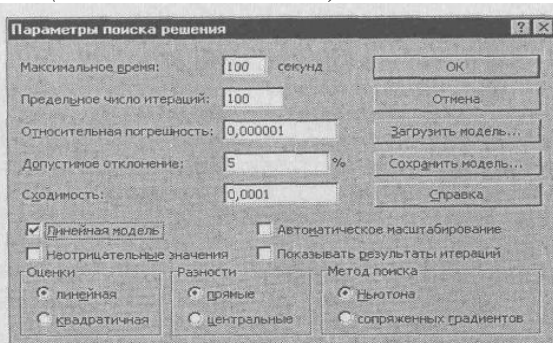 Параметры поиска решения
Максимальное время: 100 секунд
ОК
Предельное число итераций: 100
Отмена
Относительная погрешность: 0,000001
Загрузить модель...
Допустимое отклонение: 5 %
Сохранить модель...
Сходимость: 0,0001
Справка
Линейная модель
Автоматическое масштабирование
Неотрицательные значения
Показывать результаты итераций
Оценки
Разности
Метод поиска
линейная
прямые
Ньютона
квадратичная
центральные
сопряженных градиентов